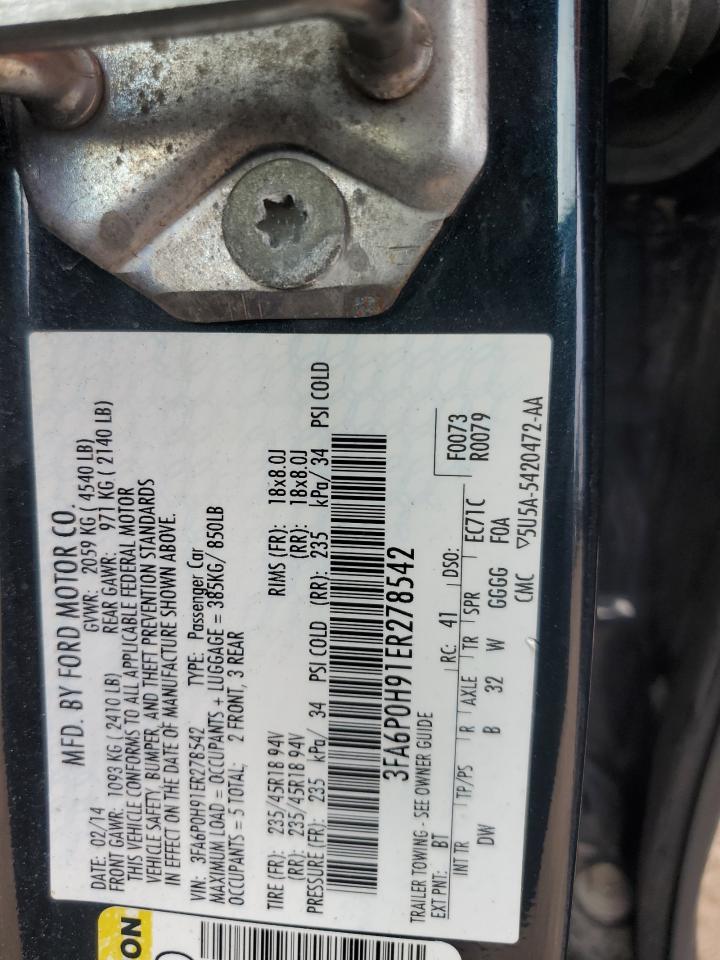 MFD. BY FORD MOTOR CO.
DATE: 02/14 GVWR: 2059 KG ( 4540 LB)
FRONT GAWR: 1093 KG ( 2410 LB) REAR GAWR: 971 KG ( 2140 LB)
THIS VEHICLE CONFORMS TO ALL APPLICABLE FEDERAL MOTOR
VEHICLE SAFETY, BUMPER, AND THEFT PREVENTION STANDARDS
IN EFFECT ON THE DATE OF MANUFACTURE SHOWN ABOVE.
VIN: 3FA6P0H91ER278542 TYPE: Passenger Car
MAXIMUM LOAD = OCCUPANTS + LUGGAGE = 385KG/ 850LB
OCCUPANTS = 5 TOTAL; 2 FRONT, 3 REAR
TIRE (FR): 235/45R18 94V RIMS (FR): 18x8.0J
(RR): 235/45R18 94V (RR): 18x8.0J
PRESSURE (FR): 235 kPa/ 34 PSI COLD (RR): 235 kPa/ 34 PSI COLD
3FA6P0H91ER278542
TRAILER TOWING - SEE OWNER GUIDE
F0073
EXT PNT: BT RC: 41 DSO: R0079
INT TR TP/PS R AXLE TR SPR EC71C
DW B 32 W GGGG F0A
CMC ▽5U5A-5420472-AA
ON